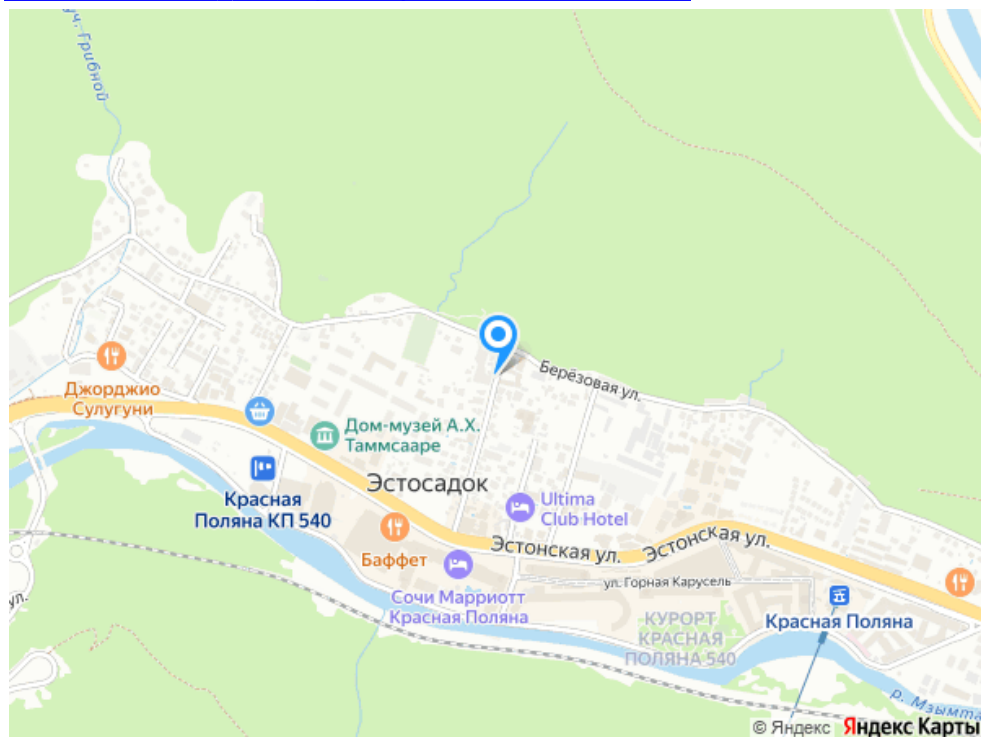 уч. Грибной
Берёзовая ул.
Джорджио
Сулугуни
Дом-музей А.Х.
Таммсааре
Эстосадок
Красная
Поляна КП 540
Ultima
Club Hotel
Баффет
Эстонская ул.
Эстонская ул.
Сочи Марриотт
Красная Поляна
ул. Горная Карусель
КУРОРТ
КРАСНАЯ
ПОЛЯНА 540
Красная Поляна
ул.
р. Мзымта
© Яндекс Яндекс Карты